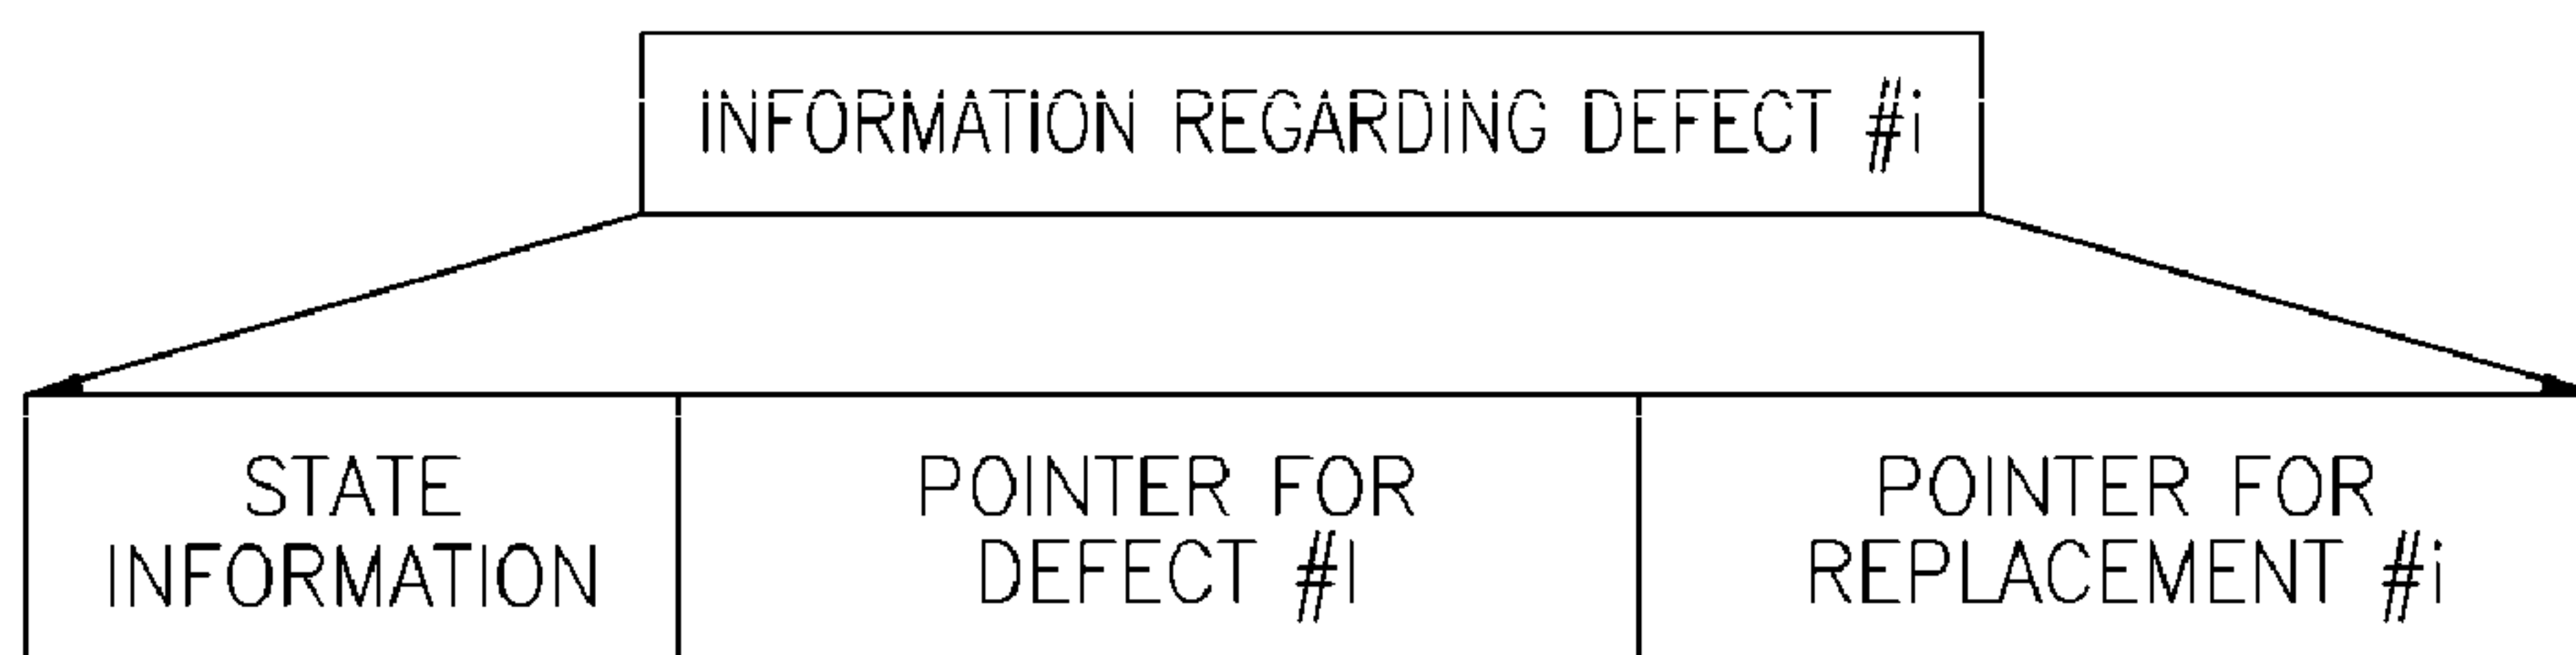 INFORMATION REGARDING DEFECT #i
STATE
INFORMATION
POINTER FOR
DEFECT #I
POINTER FOR
REPLACEMENT #i